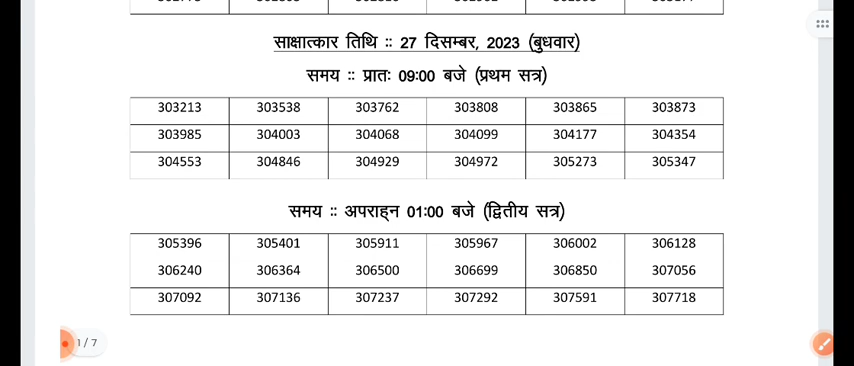 साक्षात्कार तिथि :: 27 दिसम्बर, 2023 (बुधवार)
समय :: प्रातः 09:00 बजे (प्रथम सत्र)
303213 303538 303762 303808 303865 303873
303985 304003 304068 304099 304177 304354
304553 304846 304929 304972 305273 305347
समय :: अपराह्न 01:00 बजे (द्वितीय सत्र)
305396 305401 305911 305967 306002 306128
306240 306364 306500 306699 306850 307056
307092 307136 307237 307292 307591 307718
1 / 7